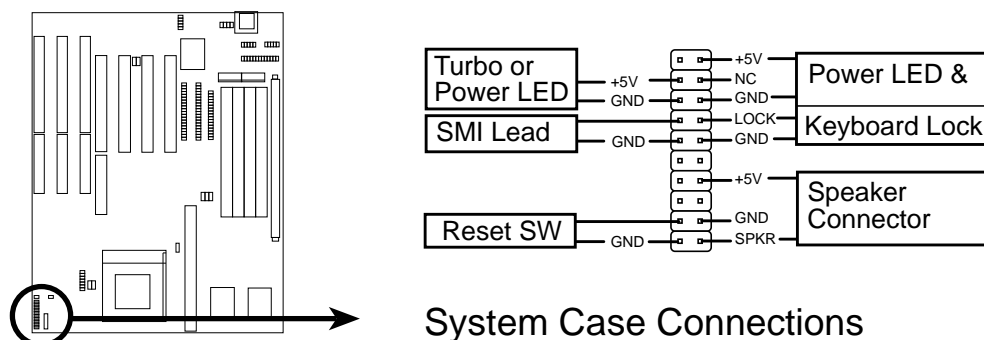 Turbo or
Power LED
+5V
GND
SMI Lead
GND
Reset SW
GND
+5V
NC
GND
LOCK
GND
+5V
GND
SPKR
Power LED &
Keyboard Lock
Speaker
Connector
System Case Connections